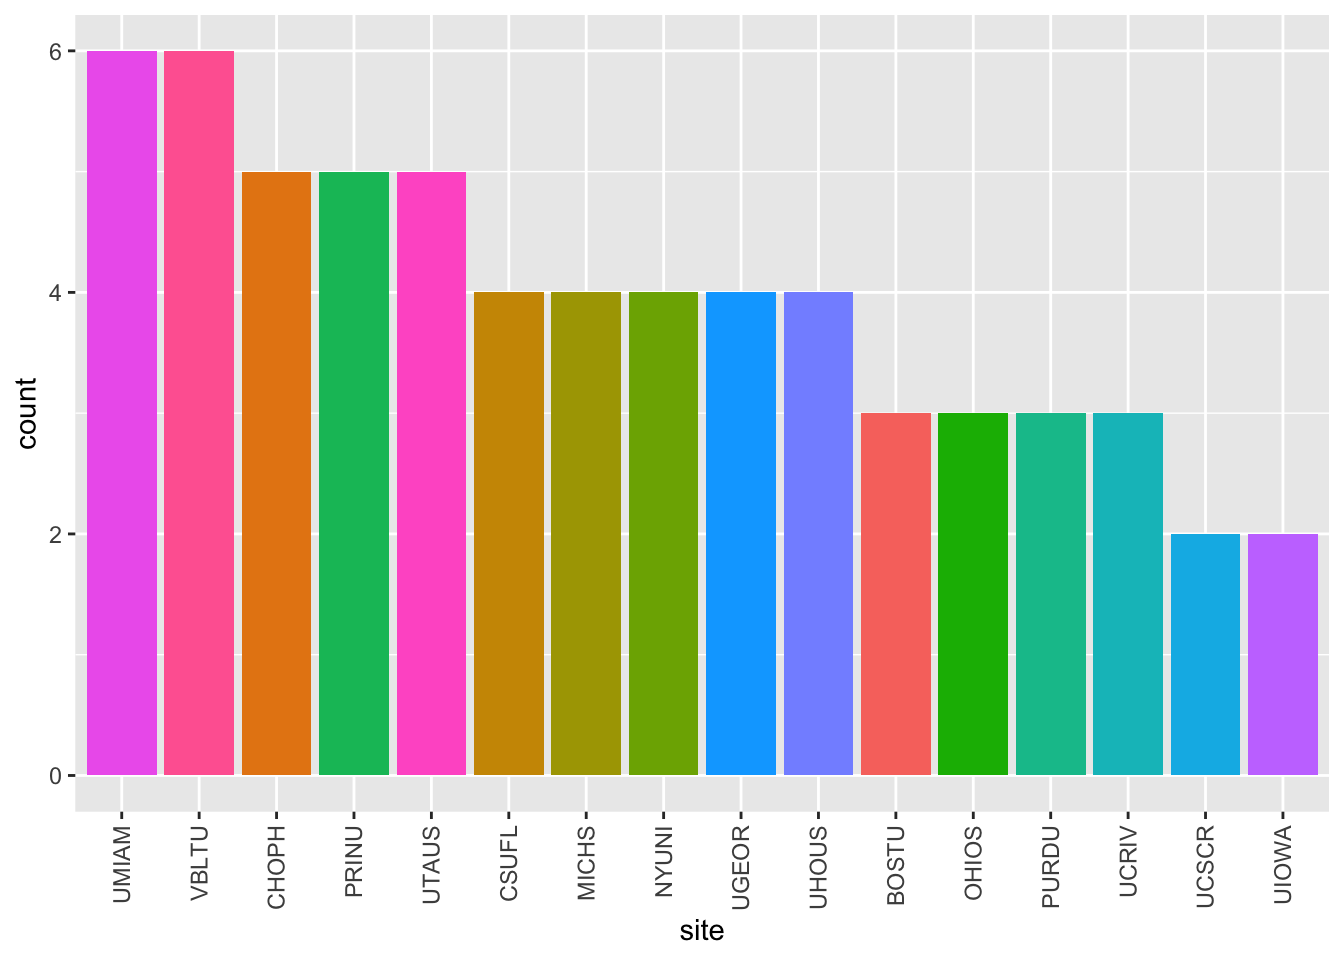 6
4
2
0
count
UMIAM
VBLTU
CHOPH
PRINU
UTAUS
CSUFL
MICHS
NYUNI
UGEOR
UHOUS
BOSTU
OHIOS
PURDU
UCRIV
UCSCR
UIOWA
site